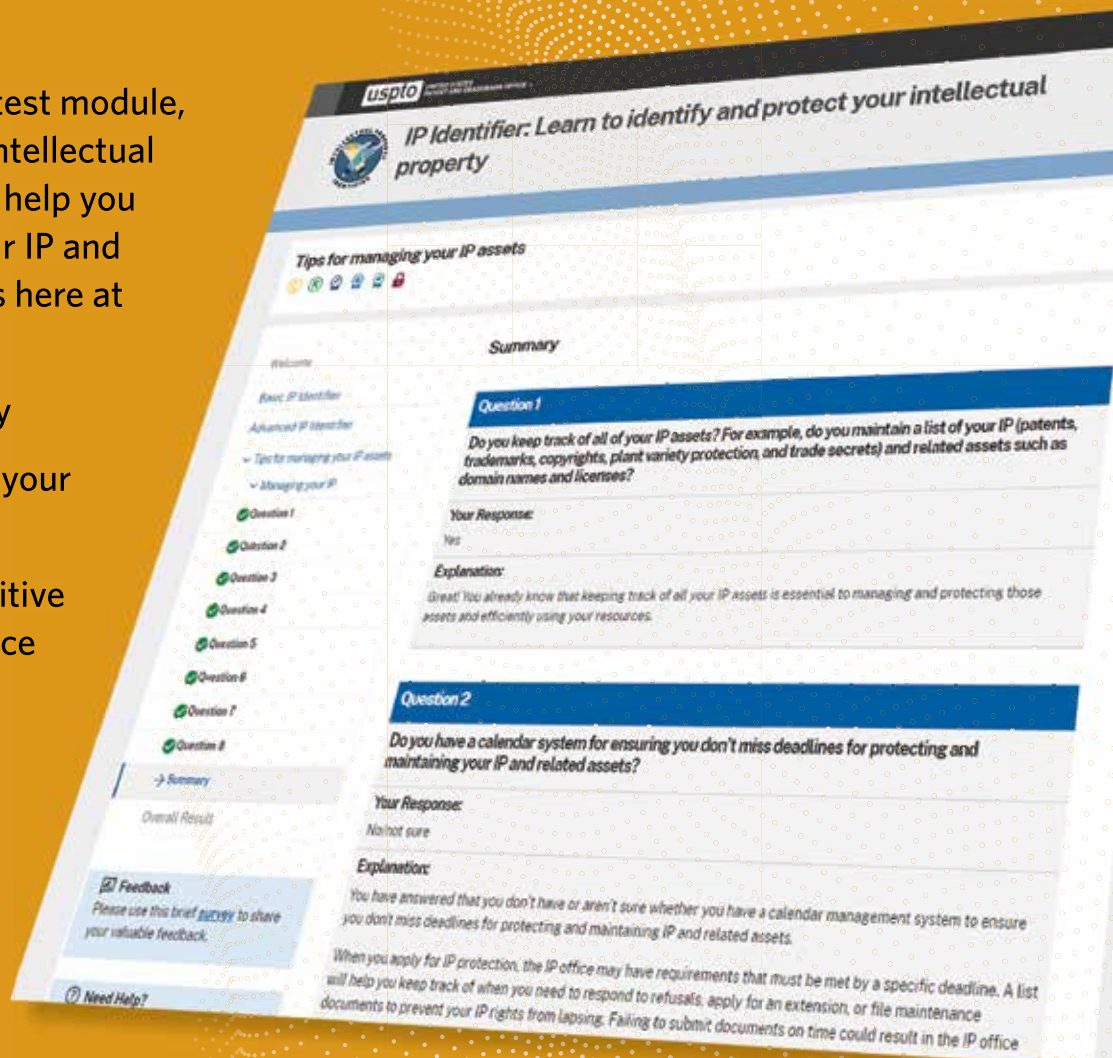 test module,
ntellectual
help you
r IP and
s here at
y
your
itive
ce
uspto
IP Identifier: Learn to identify and protect your intellectual
property
Tips for managing your IP assets
Welcome
Basic IP Identifier
Advanced IP Identifier
Tips for managing your IP assets
Managing your IP
Question 1
Question 2
Question 3
Question 4
Question 5
Question 6
Question 7
Question 8
→ Summary
Overall Result
Feedback
Please use this brief survey to share
your valuable feedback.
Need Help?
Summary
Question 1
Do you keep track of all of your IP assets? For example, do you maintain a list of your IP (patents,
trademarks, copyrights, plant variety protection, and trade secrets) and related assets such as
domain names and licenses?
Your Response:
Yes
Explanation:
Great! You already know that keeping track of all your IP assets is essential to managing and protecting those
assets and efficiently using your resources.
Question 2
Do you have a calendar system for ensuring you don't miss deadlines for protecting and
maintaining your IP and related assets?
Your Response:
No/not sure
Explanation:
You have answered that you don't have or aren't sure whether you have a calendar management system to ensure
you don't miss deadlines for protecting and maintaining IP and related assets.
When you apply for IP protection, the IP office may have requirements that must be met by a specific deadline. A list
will help you keep track of when you need to respond to refusals, apply for an extension, or file maintenance
documents to prevent your IP rights from lapsing. Failing to submit documents on time could result in the IP office